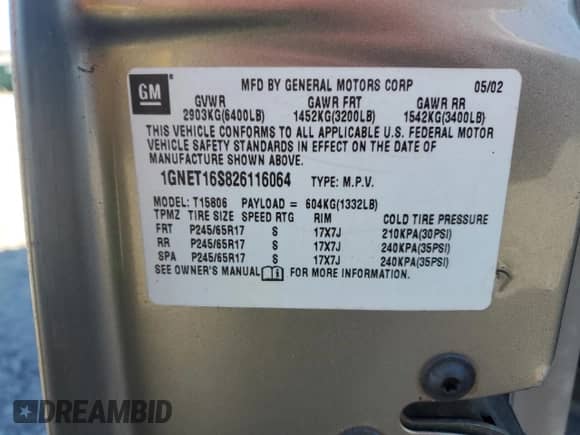 GM
MFD BY GENERAL MOTORS CORP 05/02
GVWR GAWR FRT GAWR RR
2903KG(6400LB) 1452KG(3200LB) 1542KG(3400LB)
THIS VEHICLE CONFORMS TO ALL APPLICABLE U.S. FEDERAL MOTOR
VEHICLE SAFETY STANDARDS IN EFFECT ON THE DATE OF
MANUFACTURE SHOWN ABOVE.
1GNET16S826116064 TYPE: M.P.V.
MODEL: T15806 PAYLOAD = 604KG(1332LB)
TPMZ TIRE SIZE SPEED RTG RIM COLD TIRE PRESSURE
FRT P245/65R17 S 17X7J 210KPA(30PSI)
RR P245/65R17 S 17X7J 240KPA(35PSI)
SPA P245/65R17 S 17X7J 240KPA(35PSI)
SEE OWNER'S MANUAL FOR MORE INFORMATION.
DREAMBID